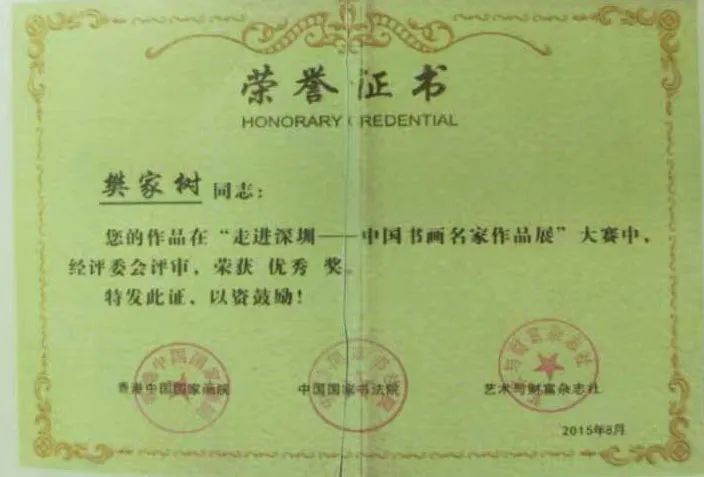 荣誉证书
HONORARY CREDENTIAL
樊家树 同志：
您的作品在“走进深圳——中国书画名家作品展”大赛中，
经评委会评审，荣获 优秀 奖。
特发此证，以资鼓励！
香港中国国家画院 中国国家书法院 艺术与财富杂志社
2015年8月